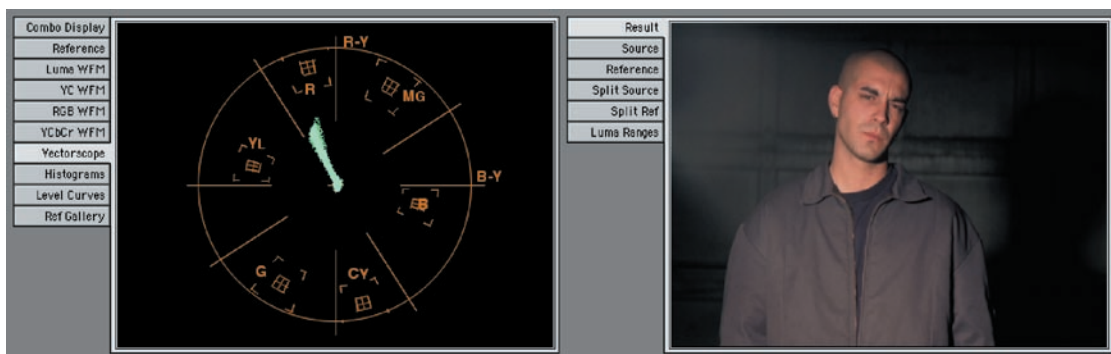 Combo Display
Reference
Luma WFM
YC WFM
RGB WFM
YCbCr WFM
Vectorscope
Histograms
Level Curves
Ref Gallery
R-Y
R
MG
YL
B-Y
B
G
CY
Result
Source
Reference
Split Source
Split Ref
Luma Ranges